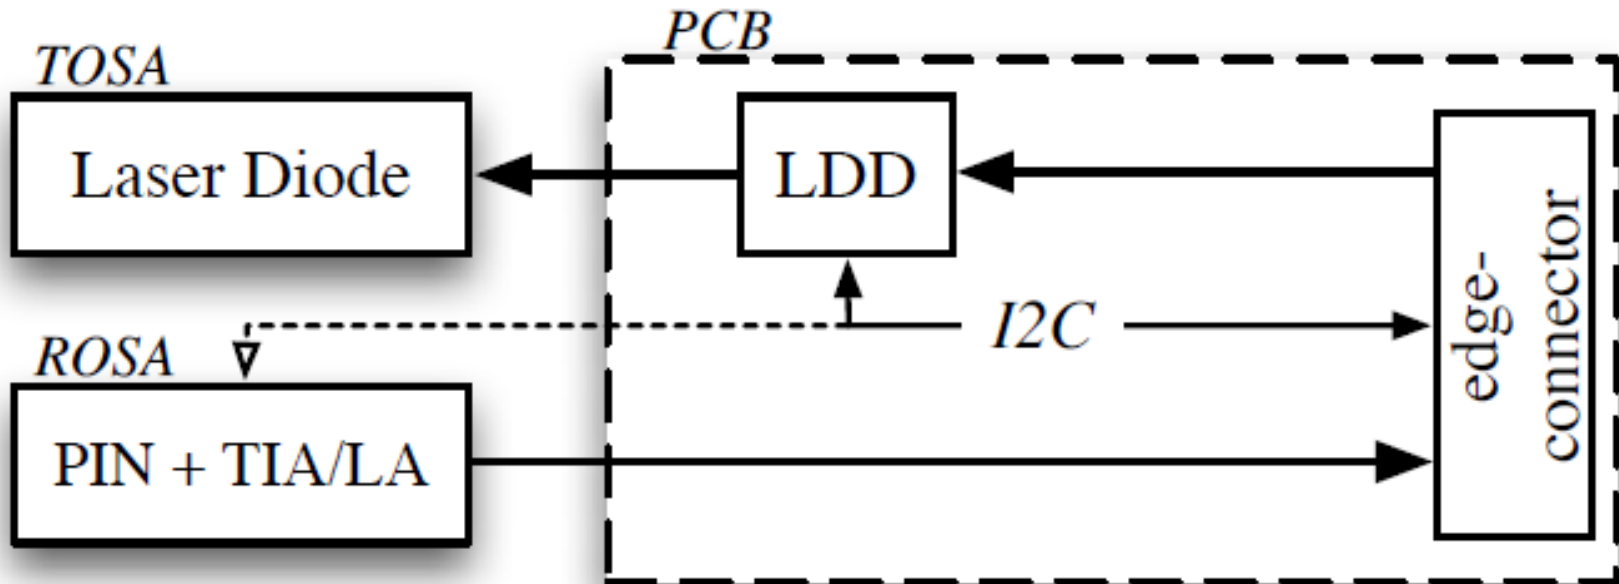 PCB
TOSA
Laser Diode
LDD
edge-
connector
I2C
ROSA
PIN + TIA/LA